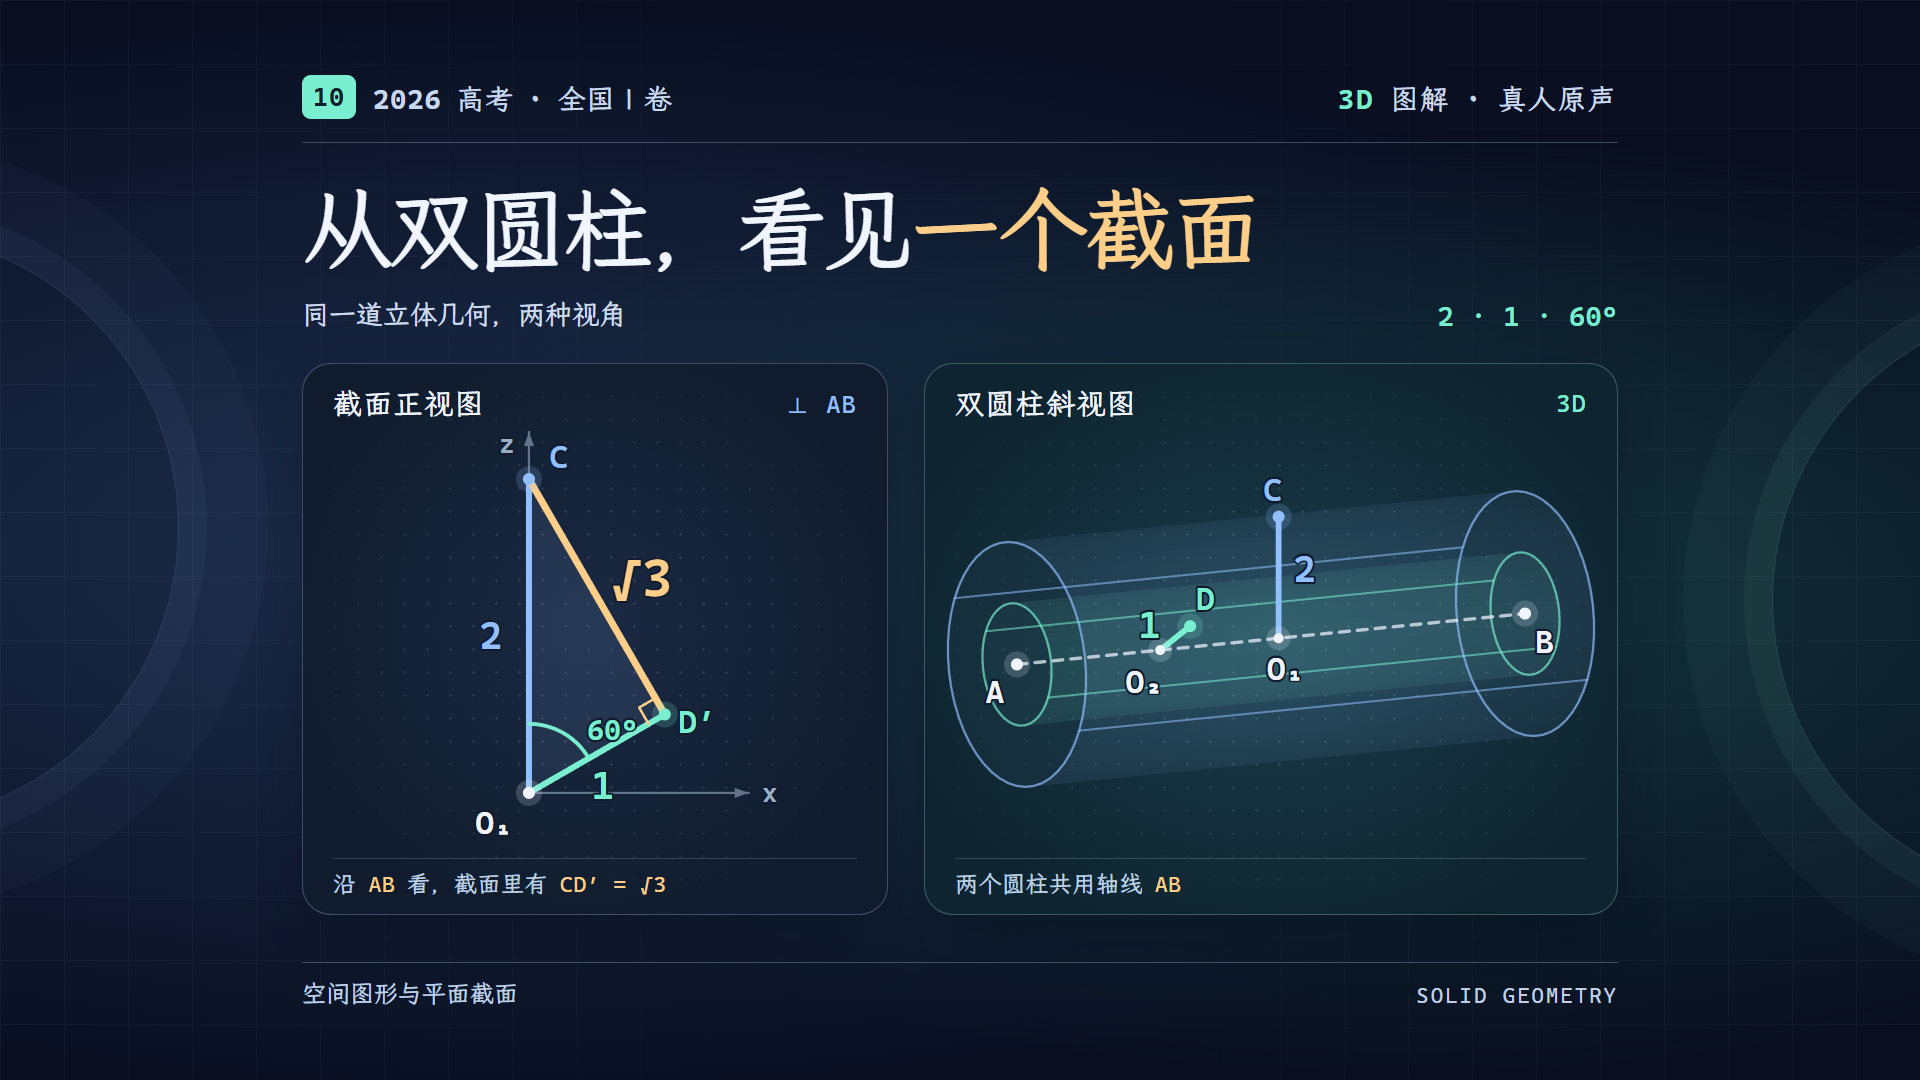 10 2026 高考 · 全国 I 卷
3D 图解 · 真人原声
从双圆柱，看见一个截面
同一道立体几何，两种视角
2 · 1 · 60°
截面正视图
⊥ AB
z
C
√3
2
60°
D′
1
x
O₁
沿 AB 看，截面里有 CD′ = √3
双圆柱斜视图
3D
C
2
D
1
B
O₁
O₂
A
两个圆柱共用轴线 AB
空间图形与平面截面
SOLID GEOMETRY